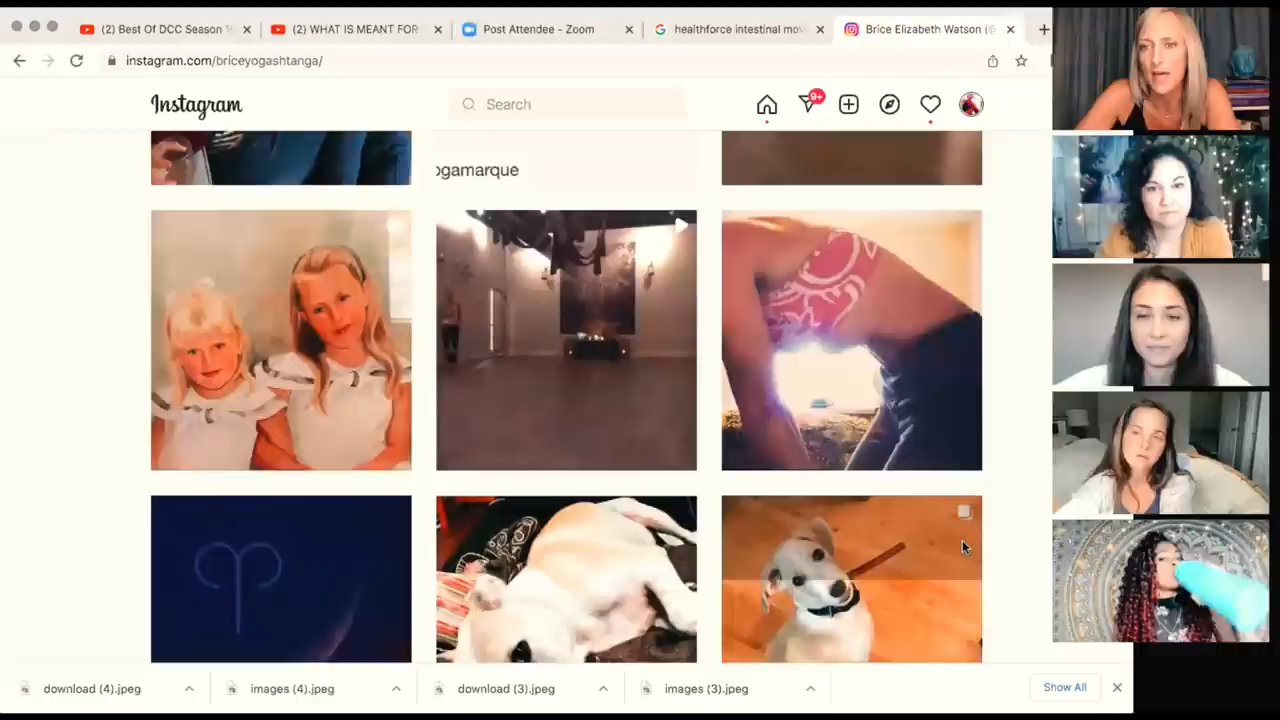 (2) Best Of DCC Season 1
(2) WHAT IS MEANT FOR
Post Attendee - Zoom
healthforce intestinal mov
Brice Elizabeth Watson (@
instagram.com/briceyogashtanga/
Instagram
Search
9+
ogamarque
download (4).jpeg
images (4).jpeg
download (3).jpeg
images (3).jpeg
Show All